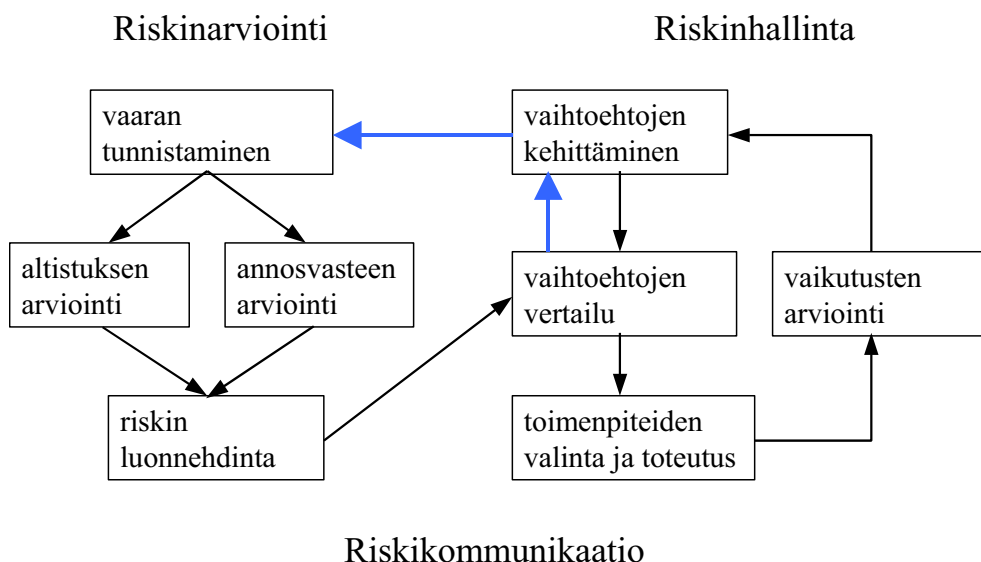 Riskinarviointi
Riskinhallinta
vaaran
tunnistaminen
vaihtoehtojen
kehittäminen
altistuksen
arviointi
annosvasteen
arviointi
vaihtoehtojen
vertailu
vaikutusten
arviointi
riskin
luonnehdinta
toimenpiteiden
valinta ja toteutus
Riskikommunikaatio